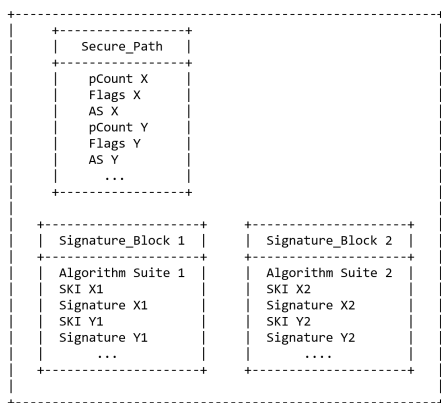 Secure_Path
pCount X
Flags X
AS X
pCount Y
Flags Y
AS Y
...
Signature_Block 1
Algorithm Suite 1
SKI X1
Signature X1
SKI Y1
Signature Y1
...
Signature_Block 2
Algorithm Suite 2
SKI X2
Signature X2
SKI Y2
Signature Y2
....